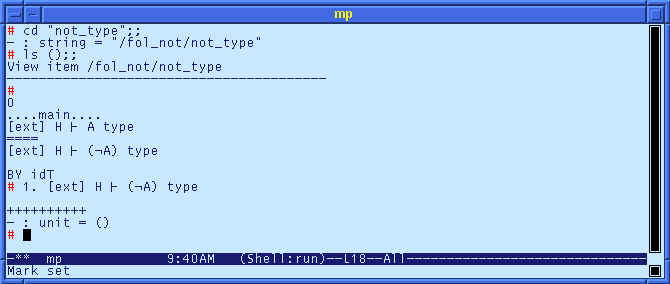 mp
# cd "not_type";;
- : string = "/fol_not/not_type"
# ls ();;
View item /fol_not/not_type
----------------------------------------
#
0
....main....
[ext] H ⊢ A type
====
[ext] H ⊢ (¬A) type
BY idT
# 1. [ext] H ⊢ (¬A) type
++++++++++
- : unit = ()
#
-** mp 9:40AM (Shell:run)--L18--All------------------------------
Mark set